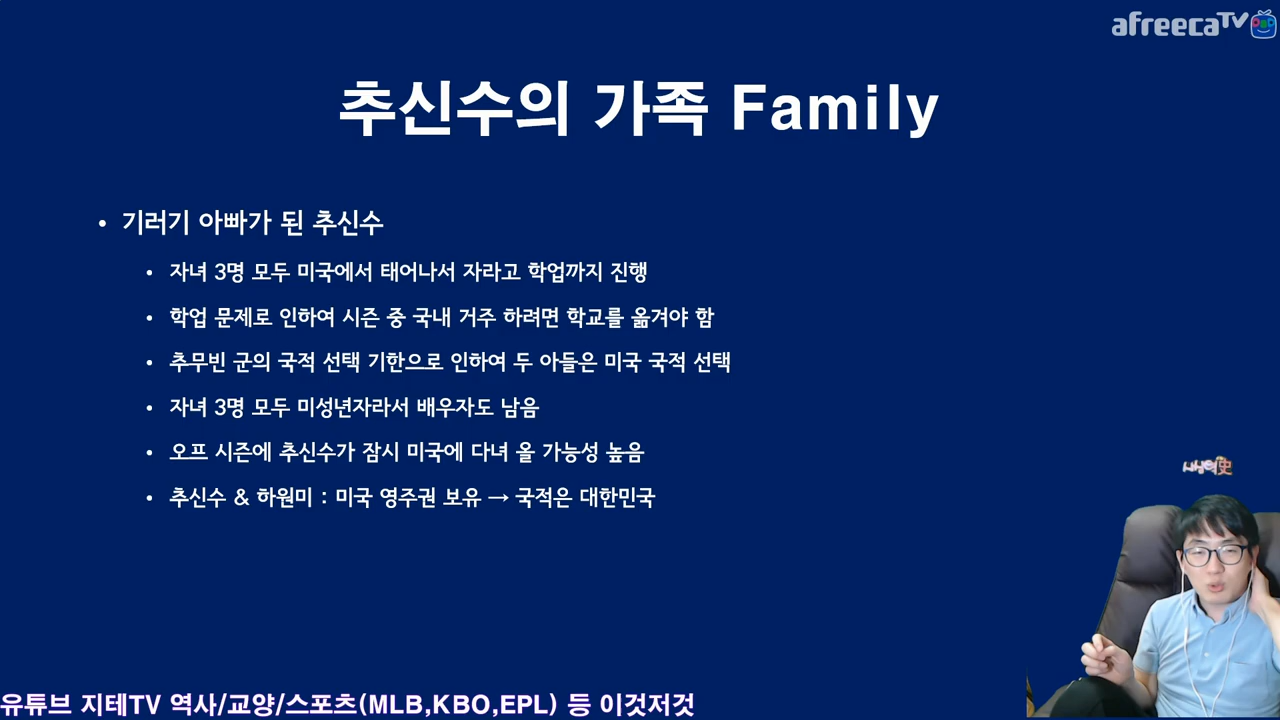 afreecaTV
추신수의 가족 Family
• 기러기 아빠가 된 추신수
• 자녀 3명 모두 미국에서 태어나서 자라고 학업까지 진행
• 학업 문제로 인하여 시즌 중 국내 거주 하려면 학교를 옮겨야 함
• 추무빈 군의 국적 선택 기한으로 인하여 두 아들은 미국 국적 선택
• 자녀 3명 모두 미성년자라서 배우자도 남음
• 오프 시즌에 추신수가 잠시 미국에 다녀 올 가능성 높음
• 추신수 & 하원미 : 미국 영주권 보유 → 국적은 대한민국
유튜브 지테TV 역사/교양/스포츠(MLB,KBO,EPL) 등 이것저것